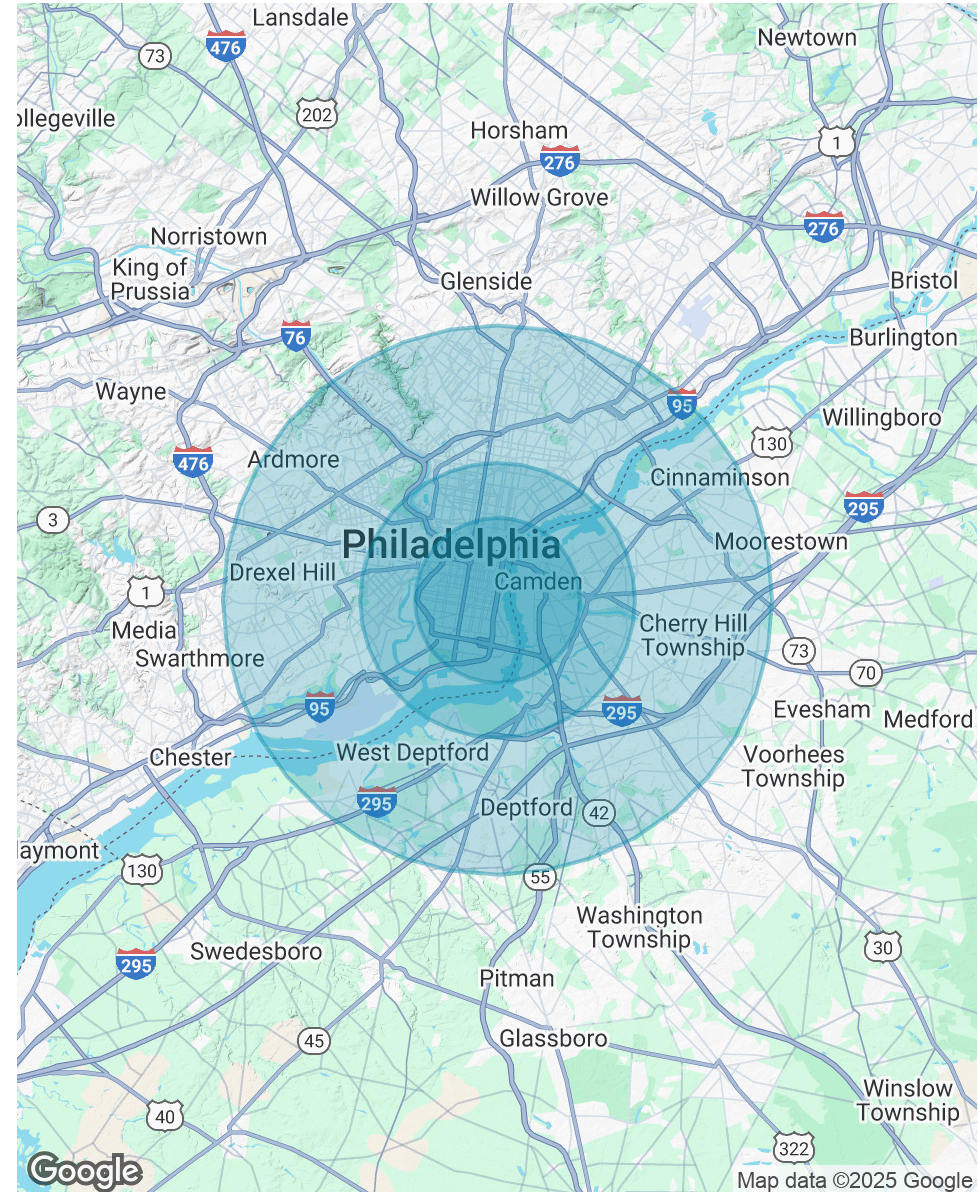 Lansdale
Newtown
476
73
202
ollegeville
Horsham
1
276
Willow Grove
276
Norristown
King of
Prussia
Glenside
Bristol
76
Burlington
Wayne
95
Willingboro
130
476
Ardmore
Cinnaminson
295
3
Philadelphia
Moorestown
Drexel Hill
Camden
1
Media
Cherry Hill
Township
Swarthmore
73
70
95
295
Evesham
Medford
Chester
West Deptford
Voorhees
Township
295
Deptford
42
aymont
130
55
Washington
Township
30
Swedesboro
295
Pitman
45
Glassboro
Winslow
Township
40
322
Google
Map data ©2025 Google